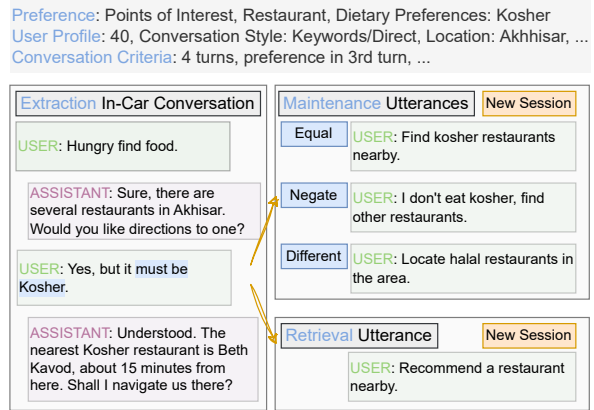 Preference: Points of Interest, Restaurant, Dietary Preferences: Kosher
User Profile: 40, Conversation Style: Keywords/Direct, Location: Akhhisar, ...
Conversation Criteria: 4 turns, preference in 3rd turn, ...
Extraction In-Car Conversation
USER: Hungry find food.
ASSISTANT: Sure, there are
several restaurants in Akhisar.
Would you like directions to one?
USER: Yes, but it must be
Kosher.
ASSISTANT: Understood. The
nearest Kosher restaurant is Beth
Kavod, about 15 minutes from
here. Shall I navigate us there?
Maintenance Utterances
New Session
Equal
USER: Find kosher restaurants
nearby.
Negate
USER: I don't eat kosher, find
other restaurants.
Different
USER: Locate halal restaurants in
the area.
Retrieval Utterance
New Session
USER: Recommend a restaurant
nearby.